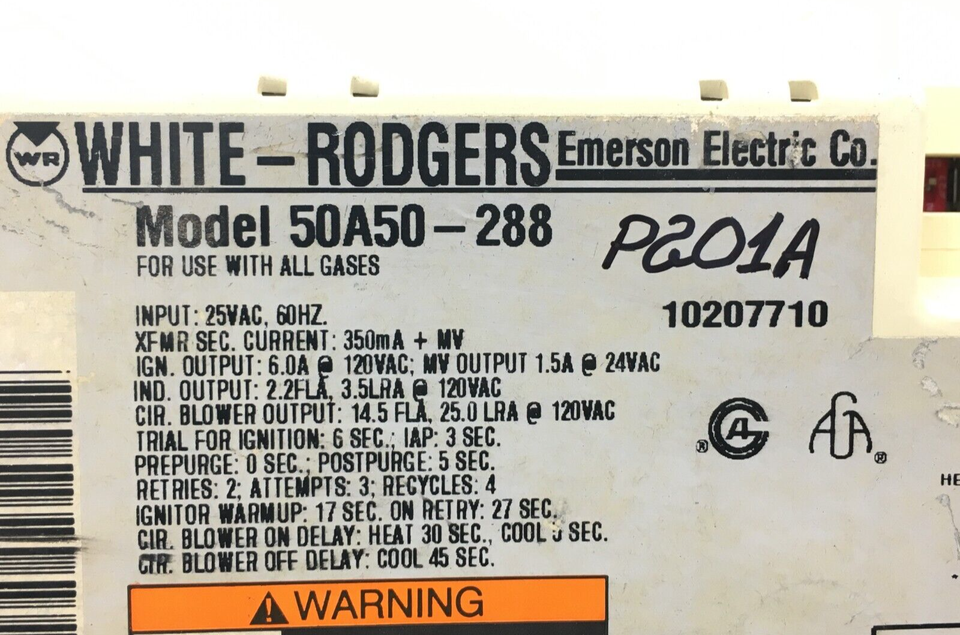 WR WHITE-RODGERS Emerson Electric Co.
Model 50A50-288
P201A
FOR USE WITH ALL GASES
10207710
INPUT: 25VAC, 60HZ.
XFMR SEC. CURRENT: 350mA + MV
IGN. OUTPUT: 6.0A @ 120VAC; MV OUTPUT 1.5A @ 24VAC
IND. OUTPUT: 2.2FLA, 3.5LRA @ 120VAC
CIR. BLOWER OUTPUT: 14.5 FLA, 25.0 LRA @ 120VAC
TRIAL FOR IGNITION: 6 SEC.; IAP: 3 SEC.
PREPURGE: 0 SEC.; POSTPURGE: 5 SEC.
RETRIES: 2; ATTEMPTS: 3; RECYCLES: 4
IGNITOR WARMUP: 17 SEC. ON RETRY: 27 SEC.
CIR. BLOWER ON DELAY: HEAT 30 SEC., COOL SEC.
CIR. BLOWER OFF DELAY: COOL 45 SEC.
AGA ®
HE
WARNING